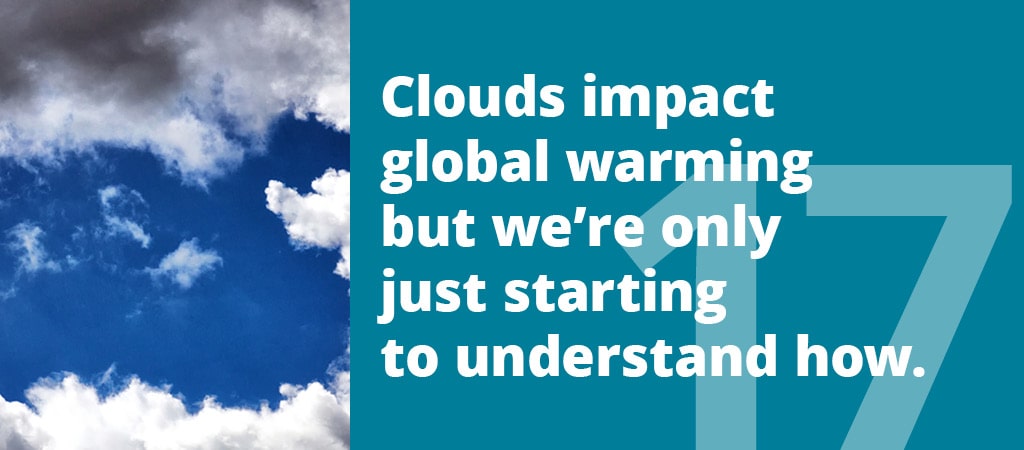 Clouds impact
global warming
but we’re only
just starting
to understand how.
17